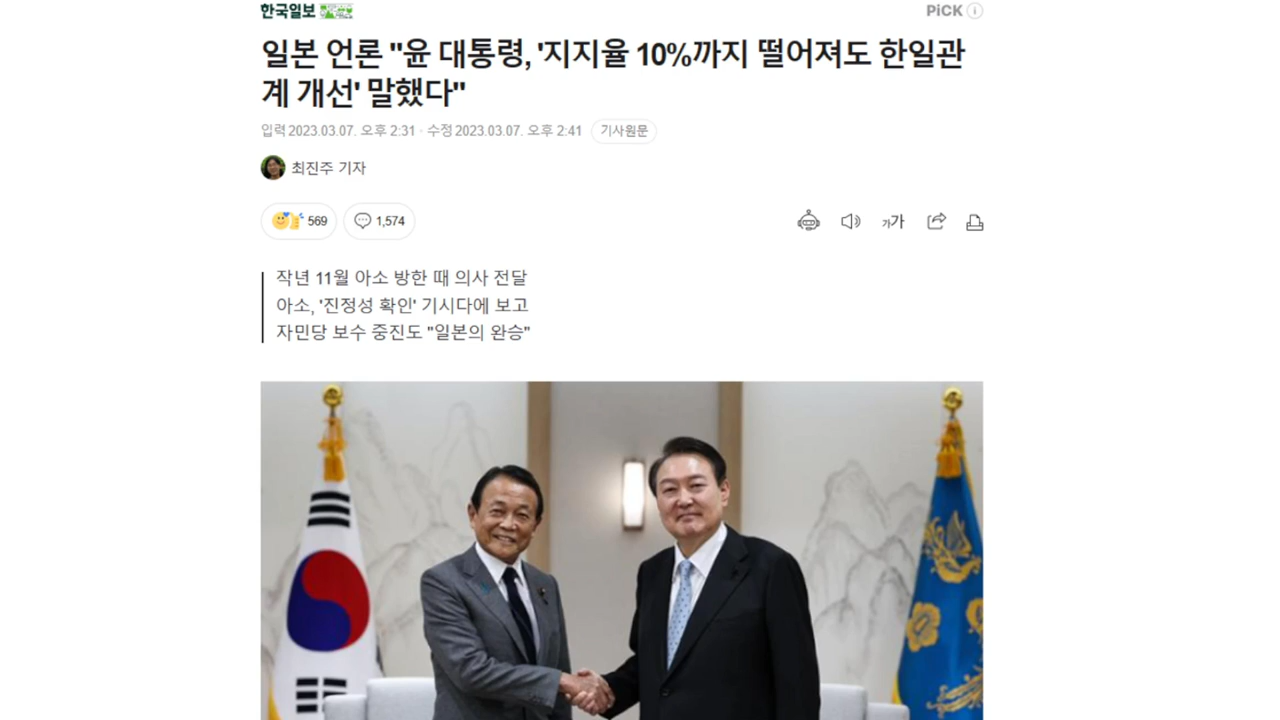 한국일보
PiCK
일본 언론 "윤 대통령, '지지율 10%까지 떨어져도 한일관
계 개선' 말했다"
입력 2023.03.07. 오후 2:31 · 수정 2023.03.07. 오후 2:41 기사원문
최진주 기자
569 1,574 가가
작년 11월 아소 방한 때 의사 전달
아소, '진정성 확인' 기시다에 보고
자민당 보수 중진도 "일본의 완승"